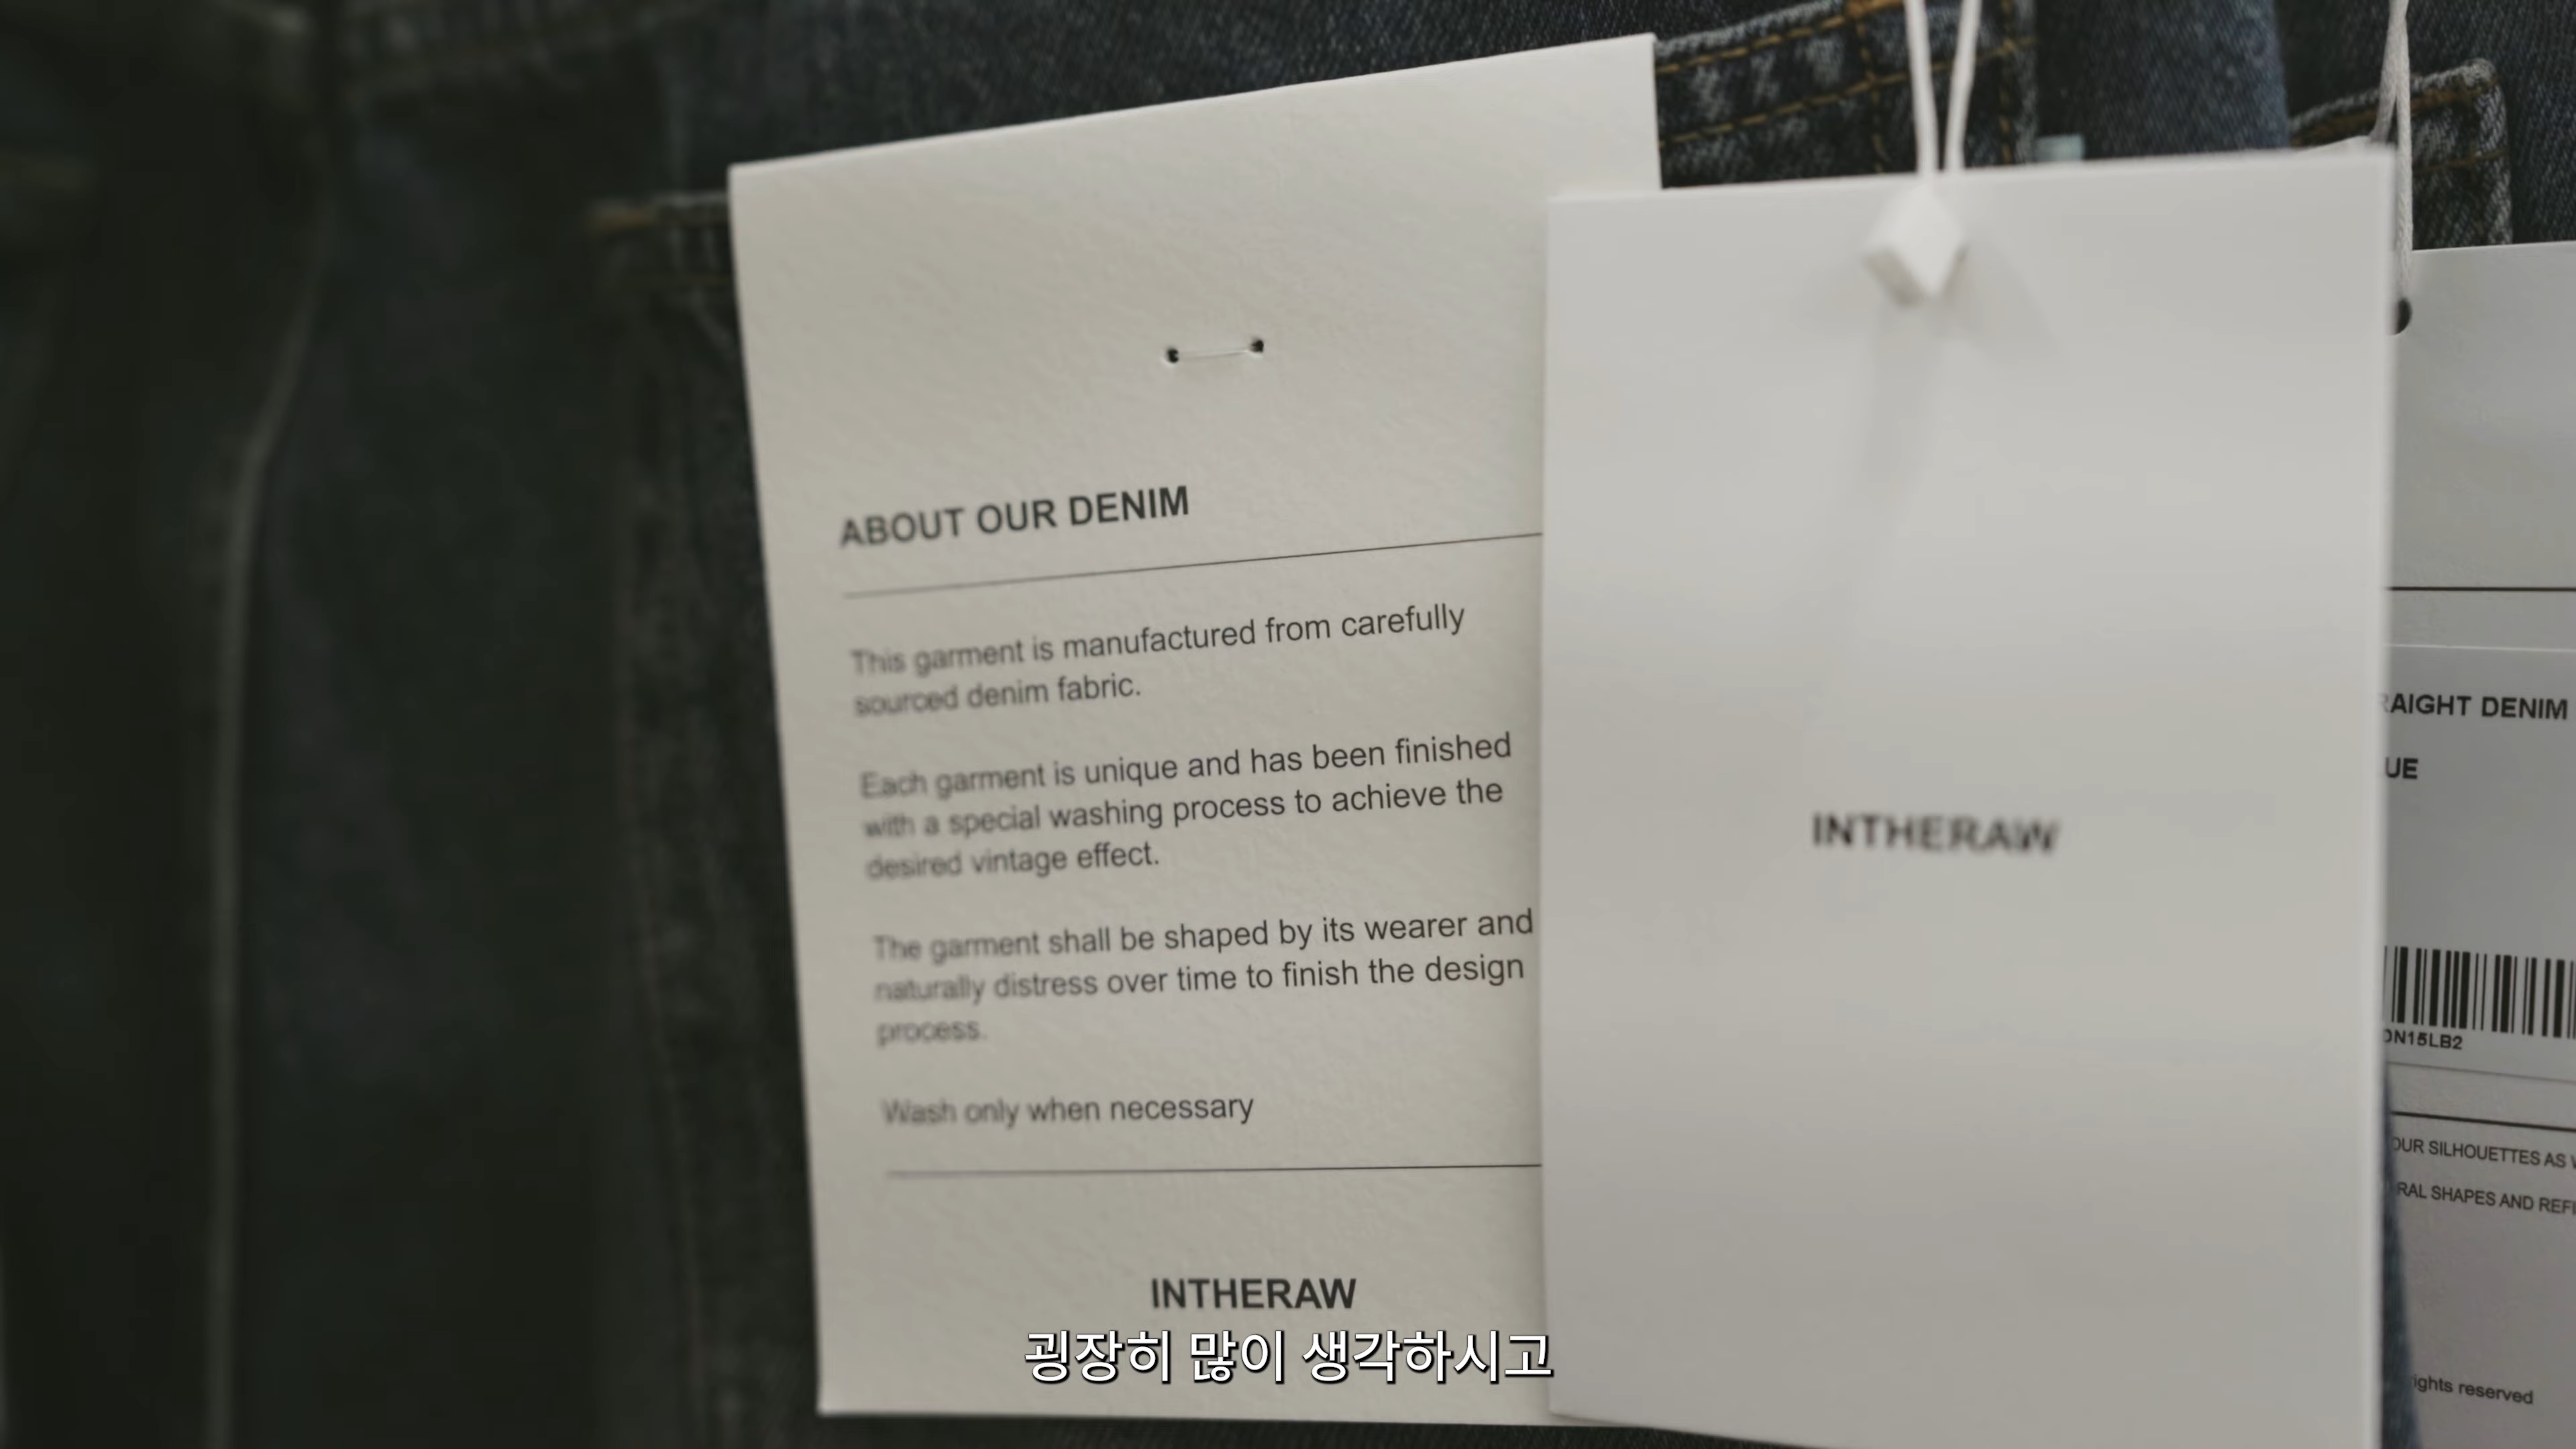 ABOUT OUR DENIM
This garment is manufactured from carefully
sourced denim fabric.
Each garment is unique and has been finished
with a special washing process to achieve the
desired vintage effect.
The garment shall be shaped by its wearer and
naturally distress over time to finish the design
process.
Wash only when necessary
INTHERAW
INTHERAW
RAIGHT DENIM
UE
DN15LB2
OUR SILHOUETTES AS
RAL SHAPES AND REFI
ights reserved
굉장히 많이 생각하시고